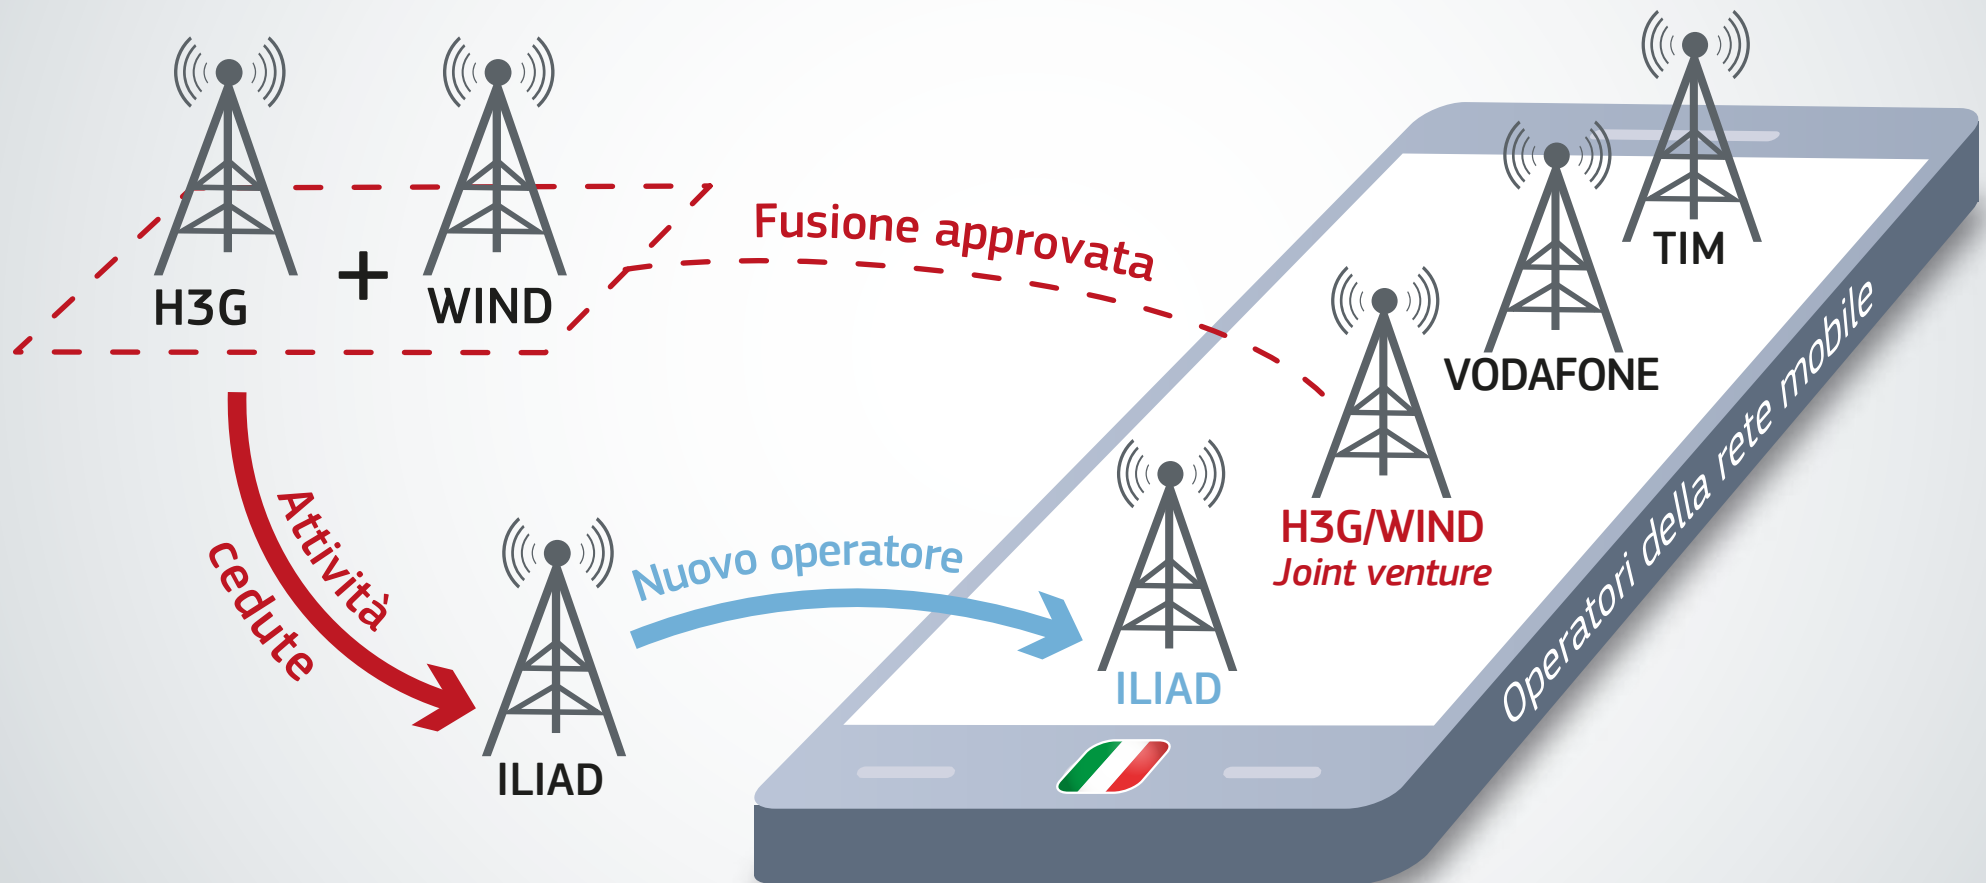 H3G
+
WIND
Fusione approvata
Attività
cedute
ILIAD
Nuovo operatore
ILIAD
H3G/WIND
Joint venture
VODAFONE
TIM
Operatori della rete mobile